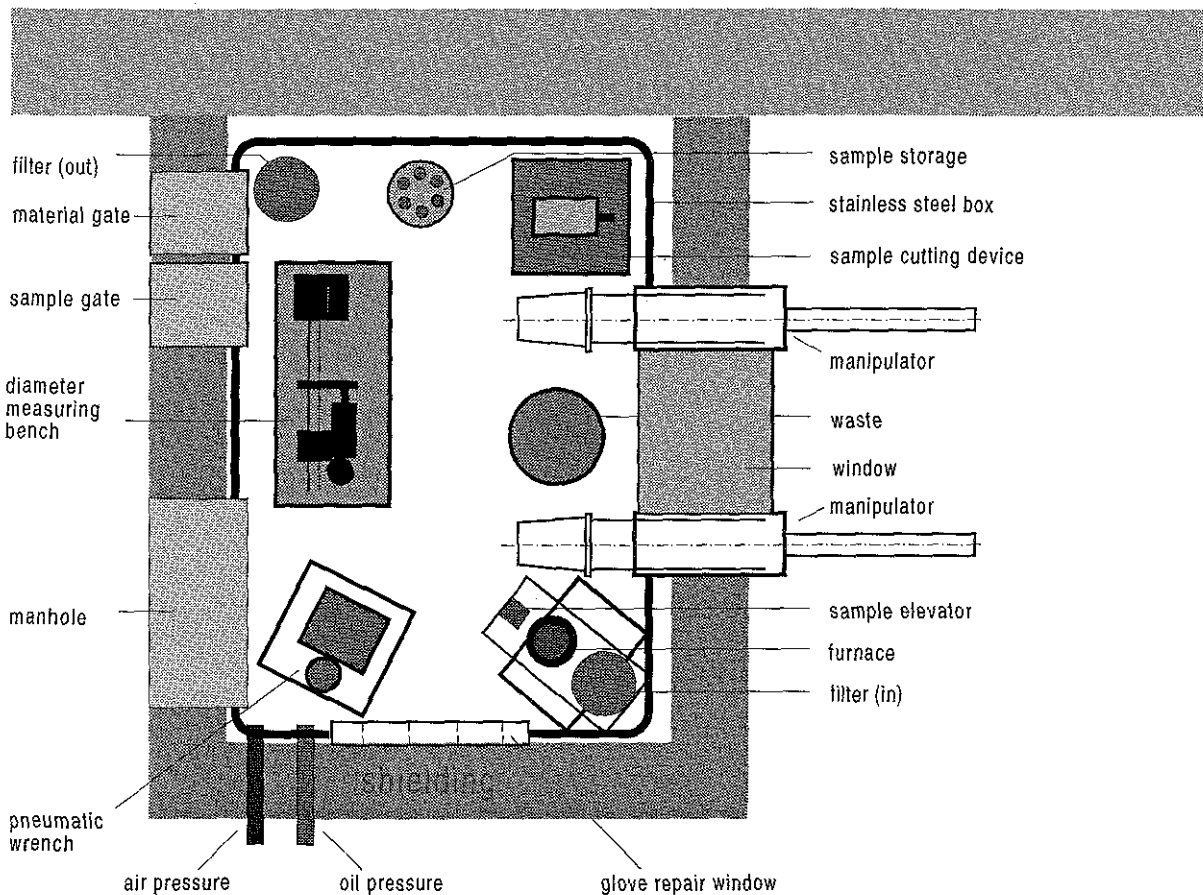 filter (out)
material gate
sample gate
diameter
measuring
bench
manhole
pneumatic
wrench
air pressure
oil pressure
glove repair window
shielding
sample storage
stainless steel box
sample cutting device
manipulator
waste
window
manipulator
sample elevator
furnace
filter (in)